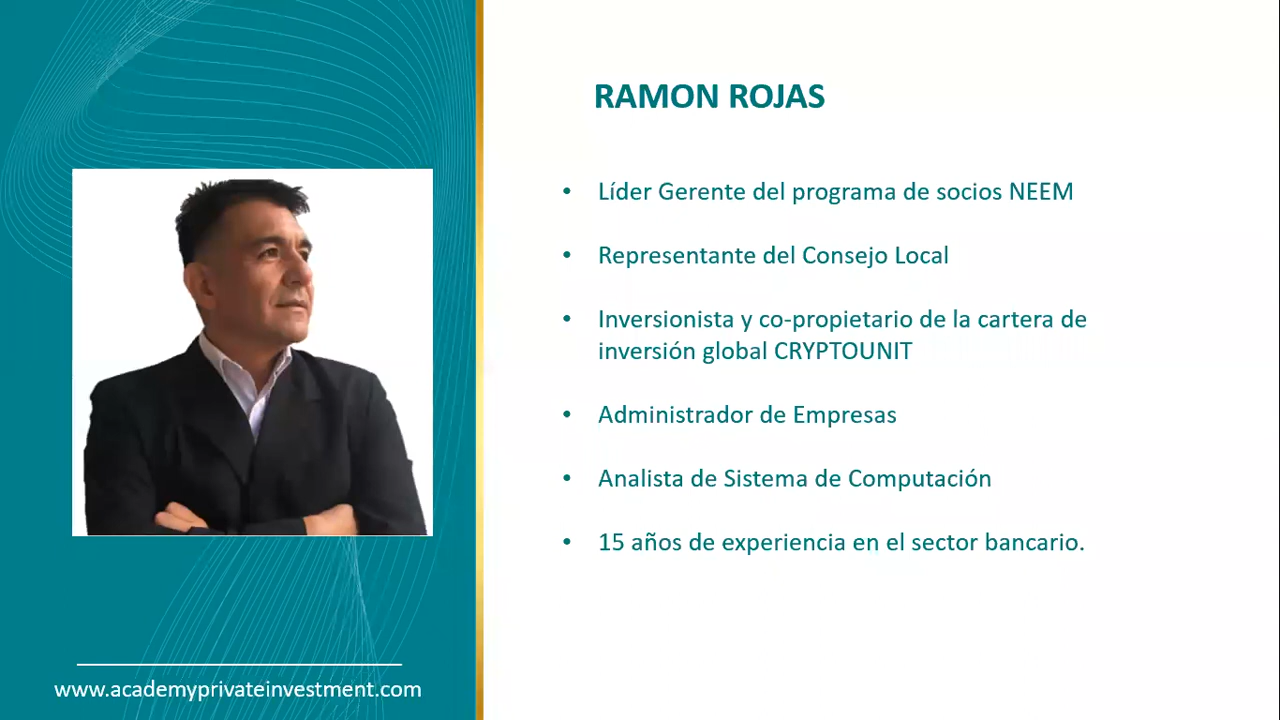 RAMON ROJAS
• Líder Gerente del programa de socios NEEM
• Representante del Consejo Local
• Inversionista y co-propietario de la cartera de
inversión global CRYPTOUNIT
• Administrador de Empresas
• Analista de Sistema de Computación
• 15 años de experiencia en el sector bancario.
www.academyprivateinvestment.com